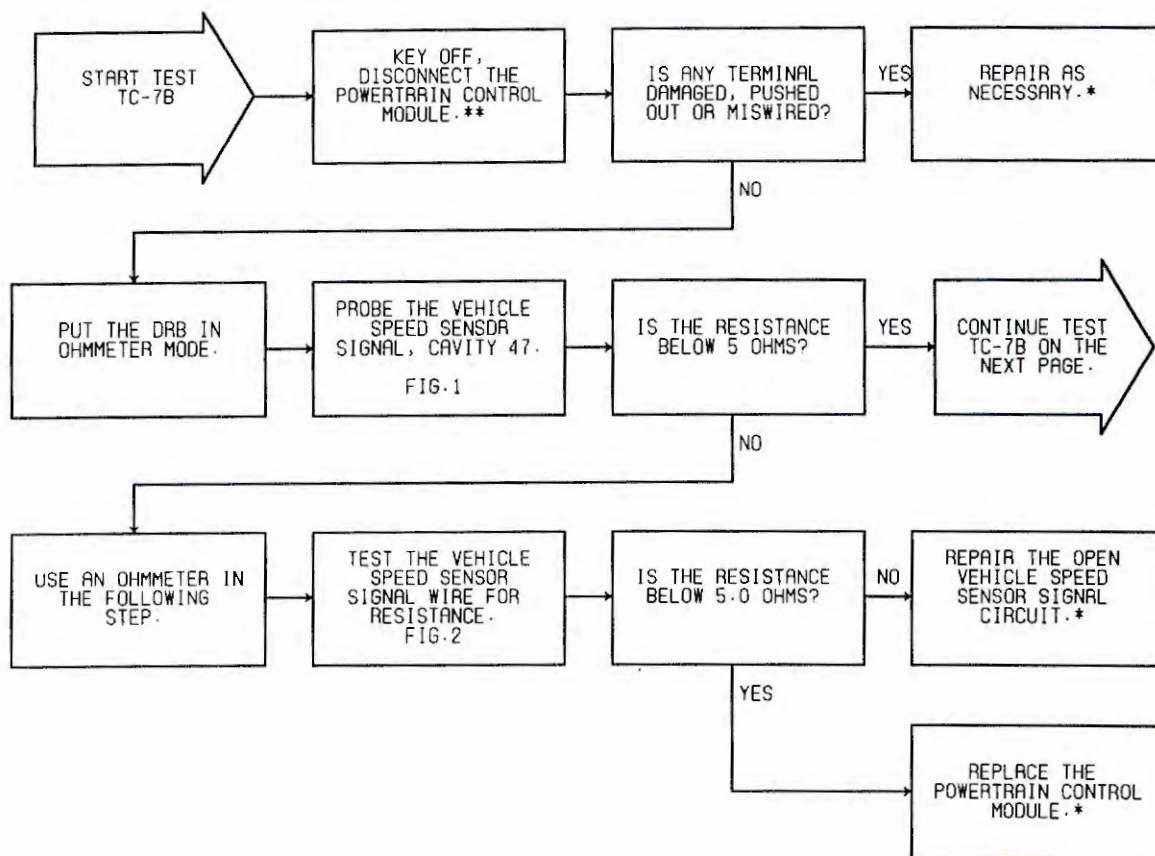 START TEST
TC-7B
KEY OFF,
DISCONNECT THE
POWERTRAIN CONTROL
MODULE.**
IS ANY TERMINAL
DAMAGED, PUSHED
OUT OR MISWIRED?
YES
REPAIR AS
NECESSARY.*
NO
PUT THE DRB IN
OHMMETER MODE.
PROBE THE VEHICLE
SPEED SENSOR
SIGNAL, CAVITY 47.
FIG.1
IS THE RESISTANCE
BELOW 5 OHMS?
YES
CONTINUE TEST
TC-7B ON THE
NEXT PAGE.
NO
USE AN OHMMETER IN
THE FOLLOWING
STEP.
TEST THE VEHICLE
SPEED SENSOR
SIGNAL WIRE FOR
RESISTANCE.
FIG.2
IS THE RESISTANCE
BELOW 5.0 OHMS?
NO
REPAIR THE OPEN
VEHICLE SPEED
SENSOR SIGNAL
CIRCUIT.*
YES
REPLACE THE
POWERTRAIN CONTROL
MODULE.*